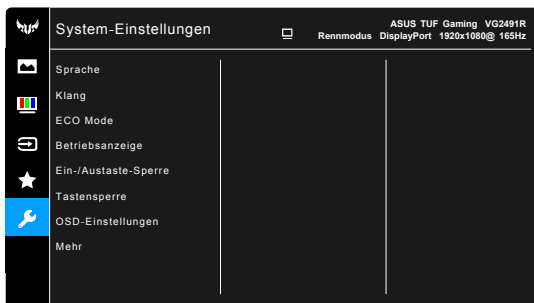 System-Einstellungen
ASUS TUF Gaming VG2491R
Rennmodus DisplayPort 1920x1080@ 165Hz
Sprache
Klang
ECO Mode
Betriebsanzeige
Ein-/Austaste-Sperre
Tastensperre
OSD-Einstellungen
Mehr